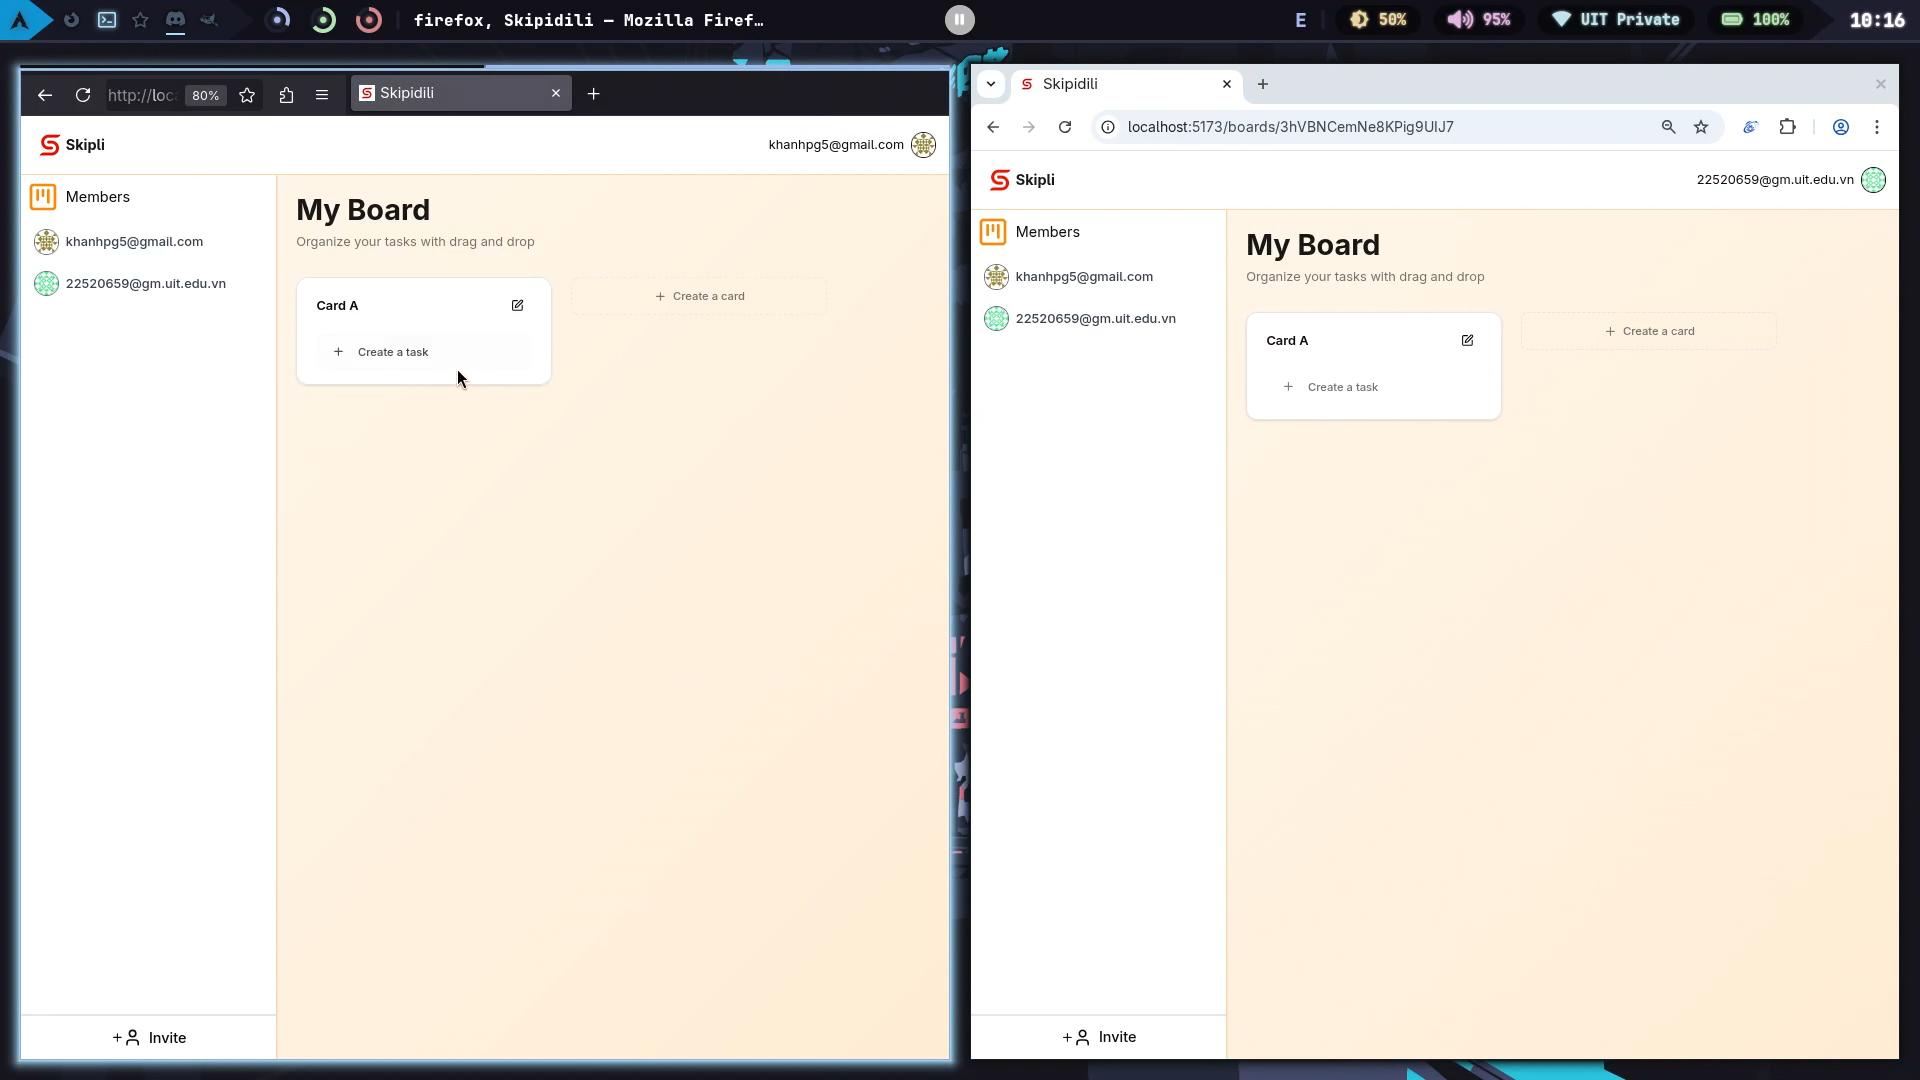 firefox, Skipidili — Mozilla Firef…
E
50%
95%
UIT Private
100%
10:16
http://loc
80%
Skipidili
Skipli
khanhpg5@gmail.com
Members
khanhpg5@gmail.com
22520659@gm.uit.edu.vn
My Board
Organize your tasks with drag and drop
Card A
+ Create a task
+ Create a card
+ Invite
Skipidili
localhost:5173/boards/3hVBNCemNe8KPig9UIJ7
Skipli
22520659@gm.uit.edu.vn
Members
khanhpg5@gmail.com
22520659@gm.uit.edu.vn
My Board
Organize your tasks with drag and drop
Card A
+ Create a task
+ Create a card
+ Invite